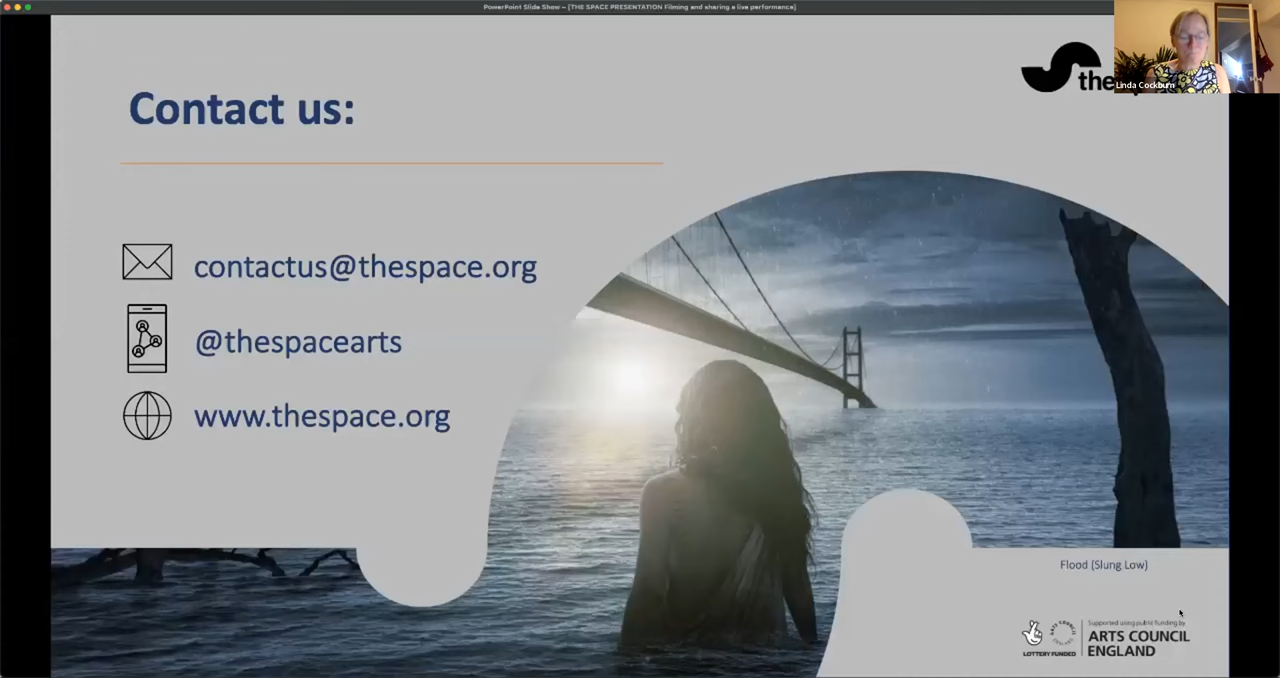 PowerPoint Slide Show – [THE SPACE PRESENTATION Filming and sharing a live performance]
the
Linda Cockburn
Contact us:
contactus@thespace.org
@thespacearts
www.thespace.org
Flood (Slung Low)
Supported using public funding by
ARTS COUNCIL
ENGLAND
LOTTERY FUNDED